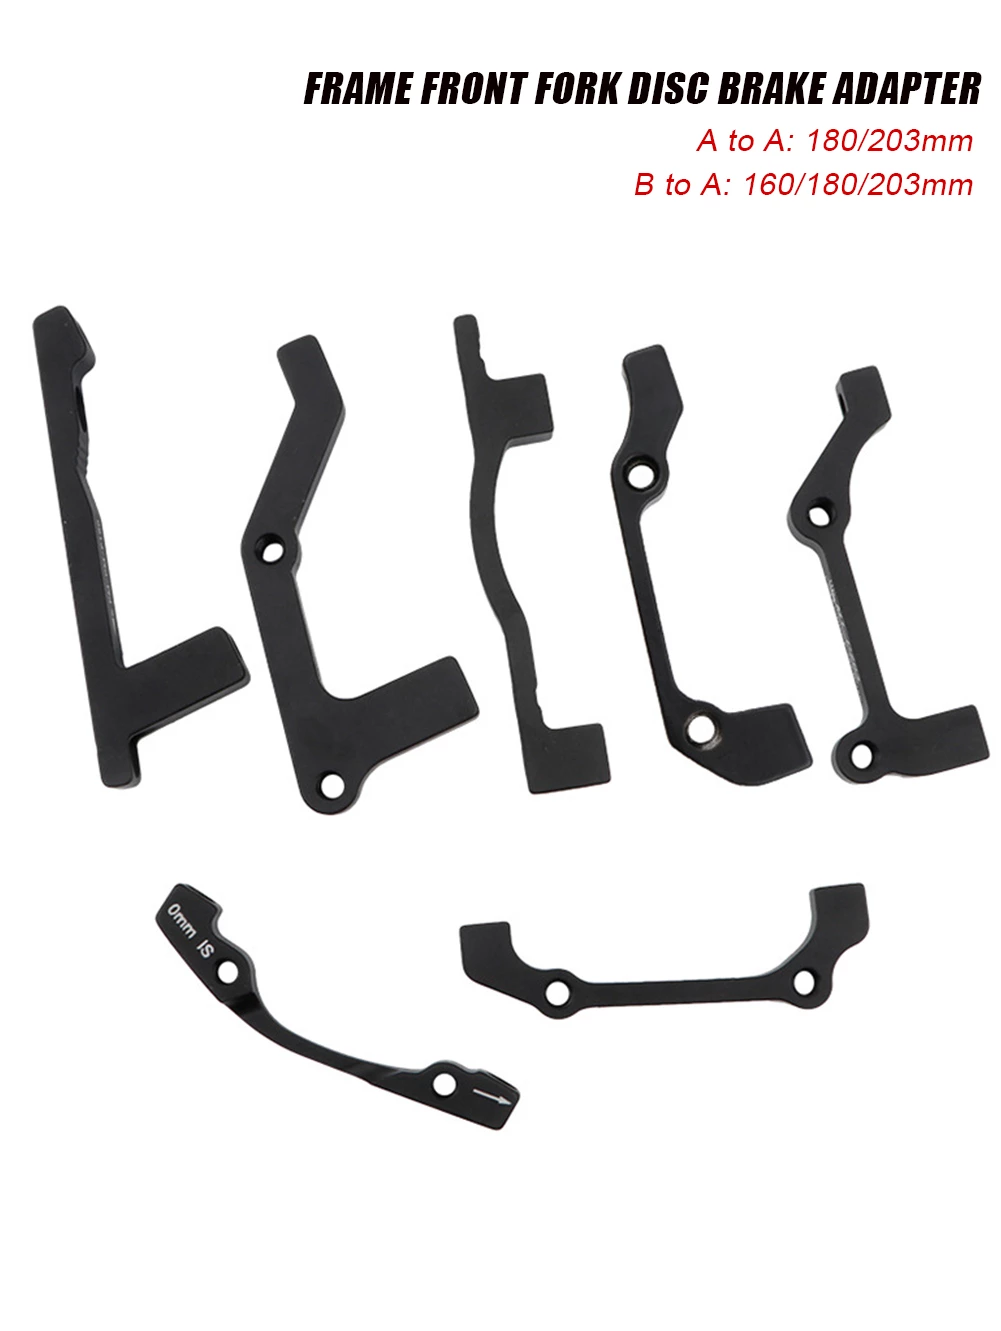 FRAME FRONT FORK DISC BRAKE ADAPTER
A to A: 180/203mm
B to A: 160/180/203mm
0mm IS